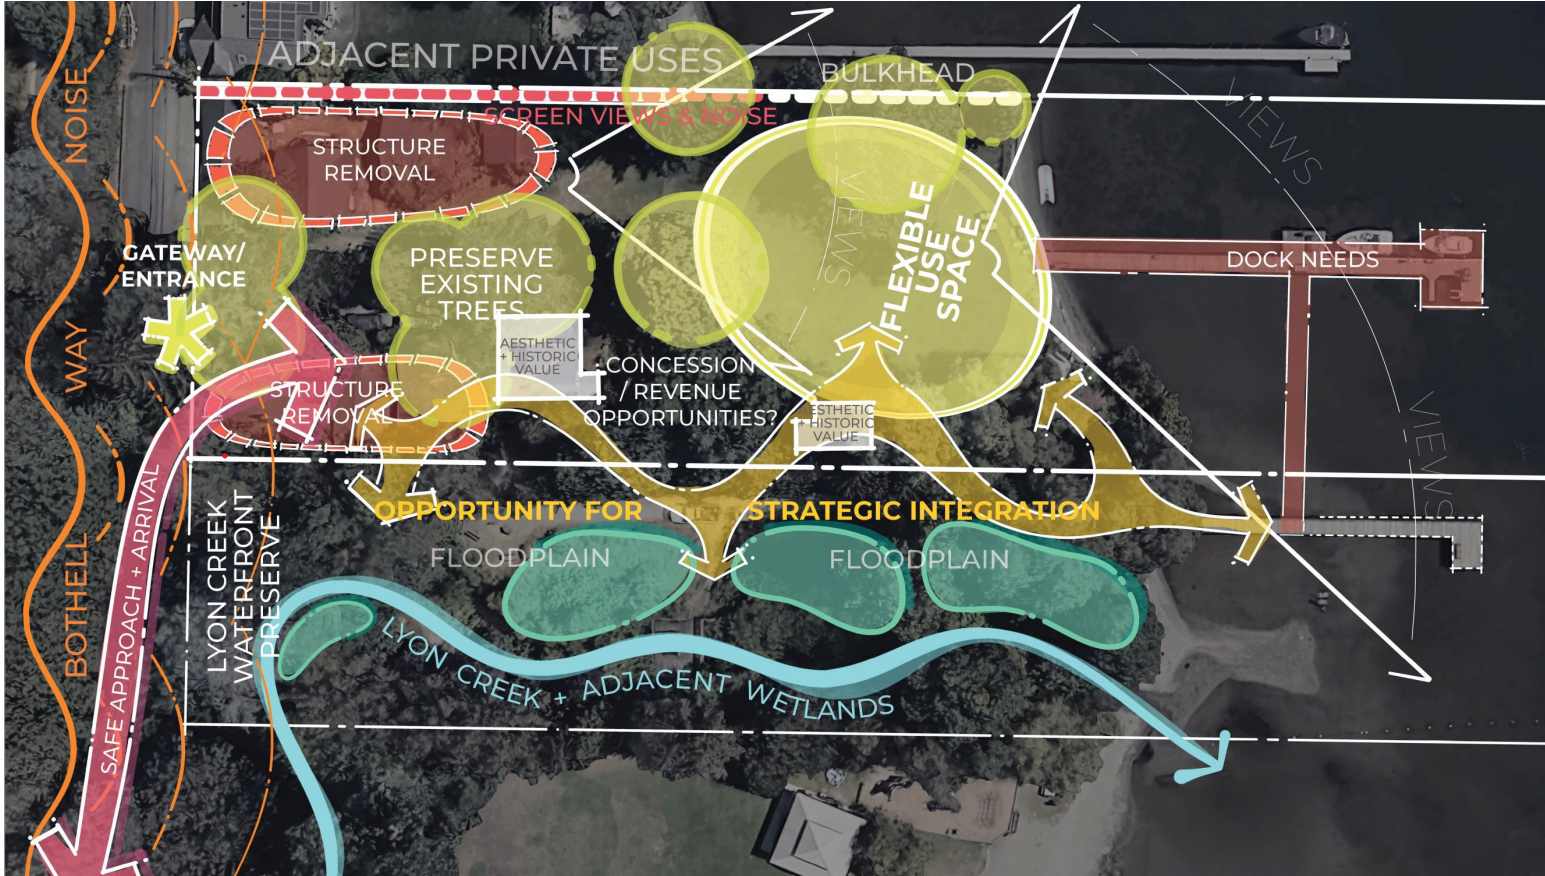 ADJACENT PRIVATE USES
BULKHEAD
SCREEN VIEWS & NOISE
STRUCTURE
REMOVAL
VIEWS
VIEWS
VIEWS
GATEWAY/
ENTRANCE
PRESERVE
EXISTING
TREES
FLEXIBLE
USE
SPACE
DOCK NEEDS
AESTHETIC
+ HISTORIC
VALUE
CONCESSION
/ REVENUE
OPPORTUNITIES?
STRUCTURE
REMOVAL
ESTHETIC
+ HISTORIC
VALUE
BOTHELL WAY NOISE
SAFE APPROACH + ARRIVAL
LYON CREEK
WATERFRONT
PRESERVE
OPPORTUNITY FOR STRATEGIC INTEGRATION
FLOODPLAIN
FLOODPLAIN
LYON CREEK + ADJACENT WETLANDS